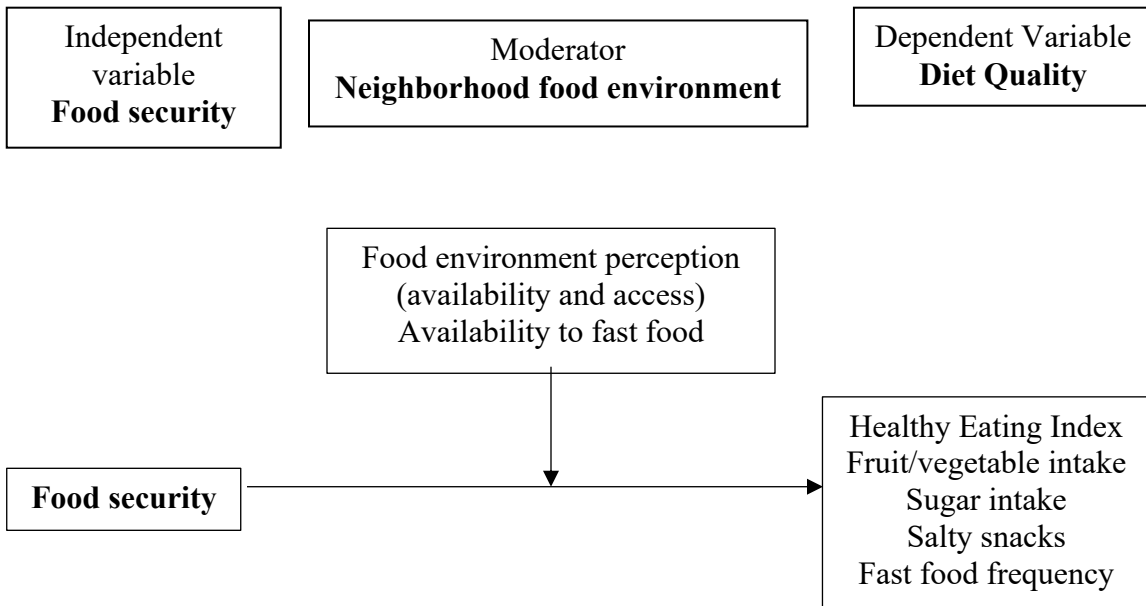 Independent
variable
Food security
Moderator
Neighborhood food environment
Dependent Variable
Diet Quality
Food environment perception
(availability and access)
Availability to fast food
Food security
Healthy Eating Index
Fruit/vegetable intake
Sugar intake
Salty snacks
Fast food frequency